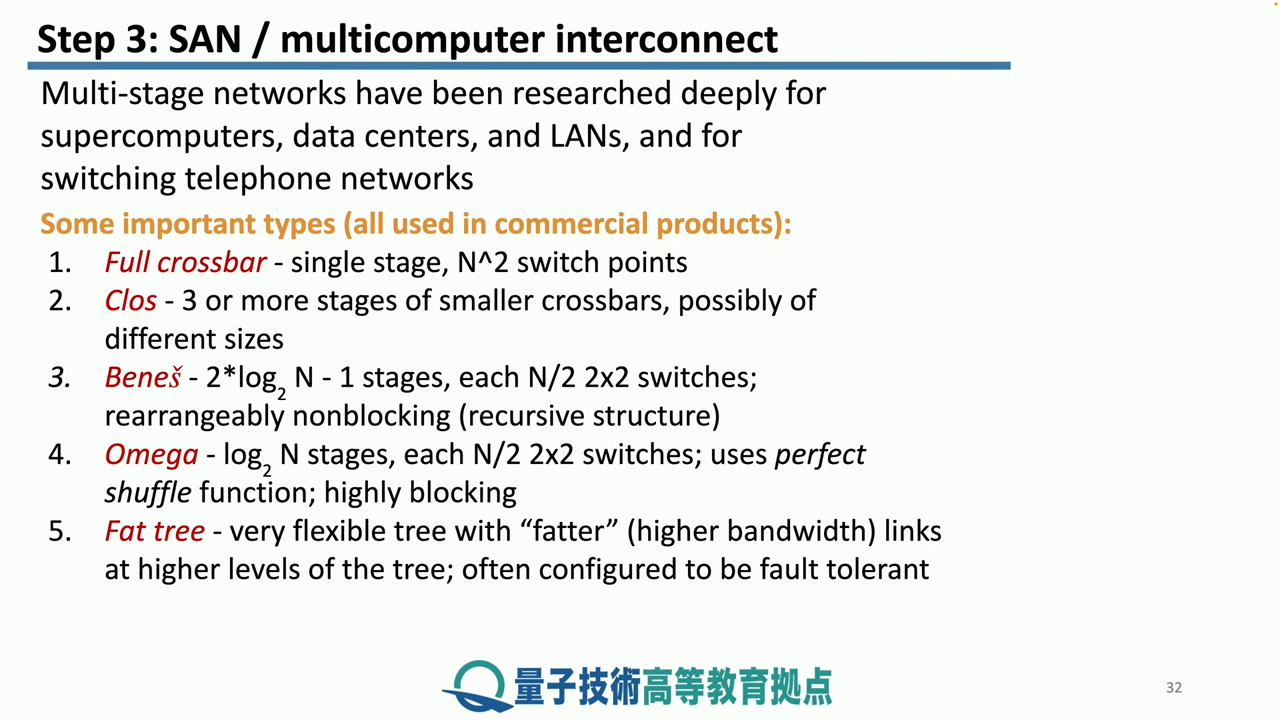 Step 3: SAN / multicomputer interconnect
Multi-stage networks have been researched deeply for
supercomputers, data centers, and LANs, and for
switching telephone networks
Some important types (all used in commercial products):
1. Full crossbar - single stage, N^2 switch points
2. Clos - 3 or more stages of smaller crossbars, possibly of
different sizes
3. Beneš - 2*log₂ N - 1 stages, each N/2 2x2 switches;
rearrangeably nonblocking (recursive structure)
4. Omega - log₂ N stages, each N/2 2x2 switches; uses perfect
shuffle function; highly blocking
5. Fat tree - very flexible tree with “fatter” (higher bandwidth) links
at higher levels of the tree; often configured to be fault tolerant
量子技術高等教育拠点
32